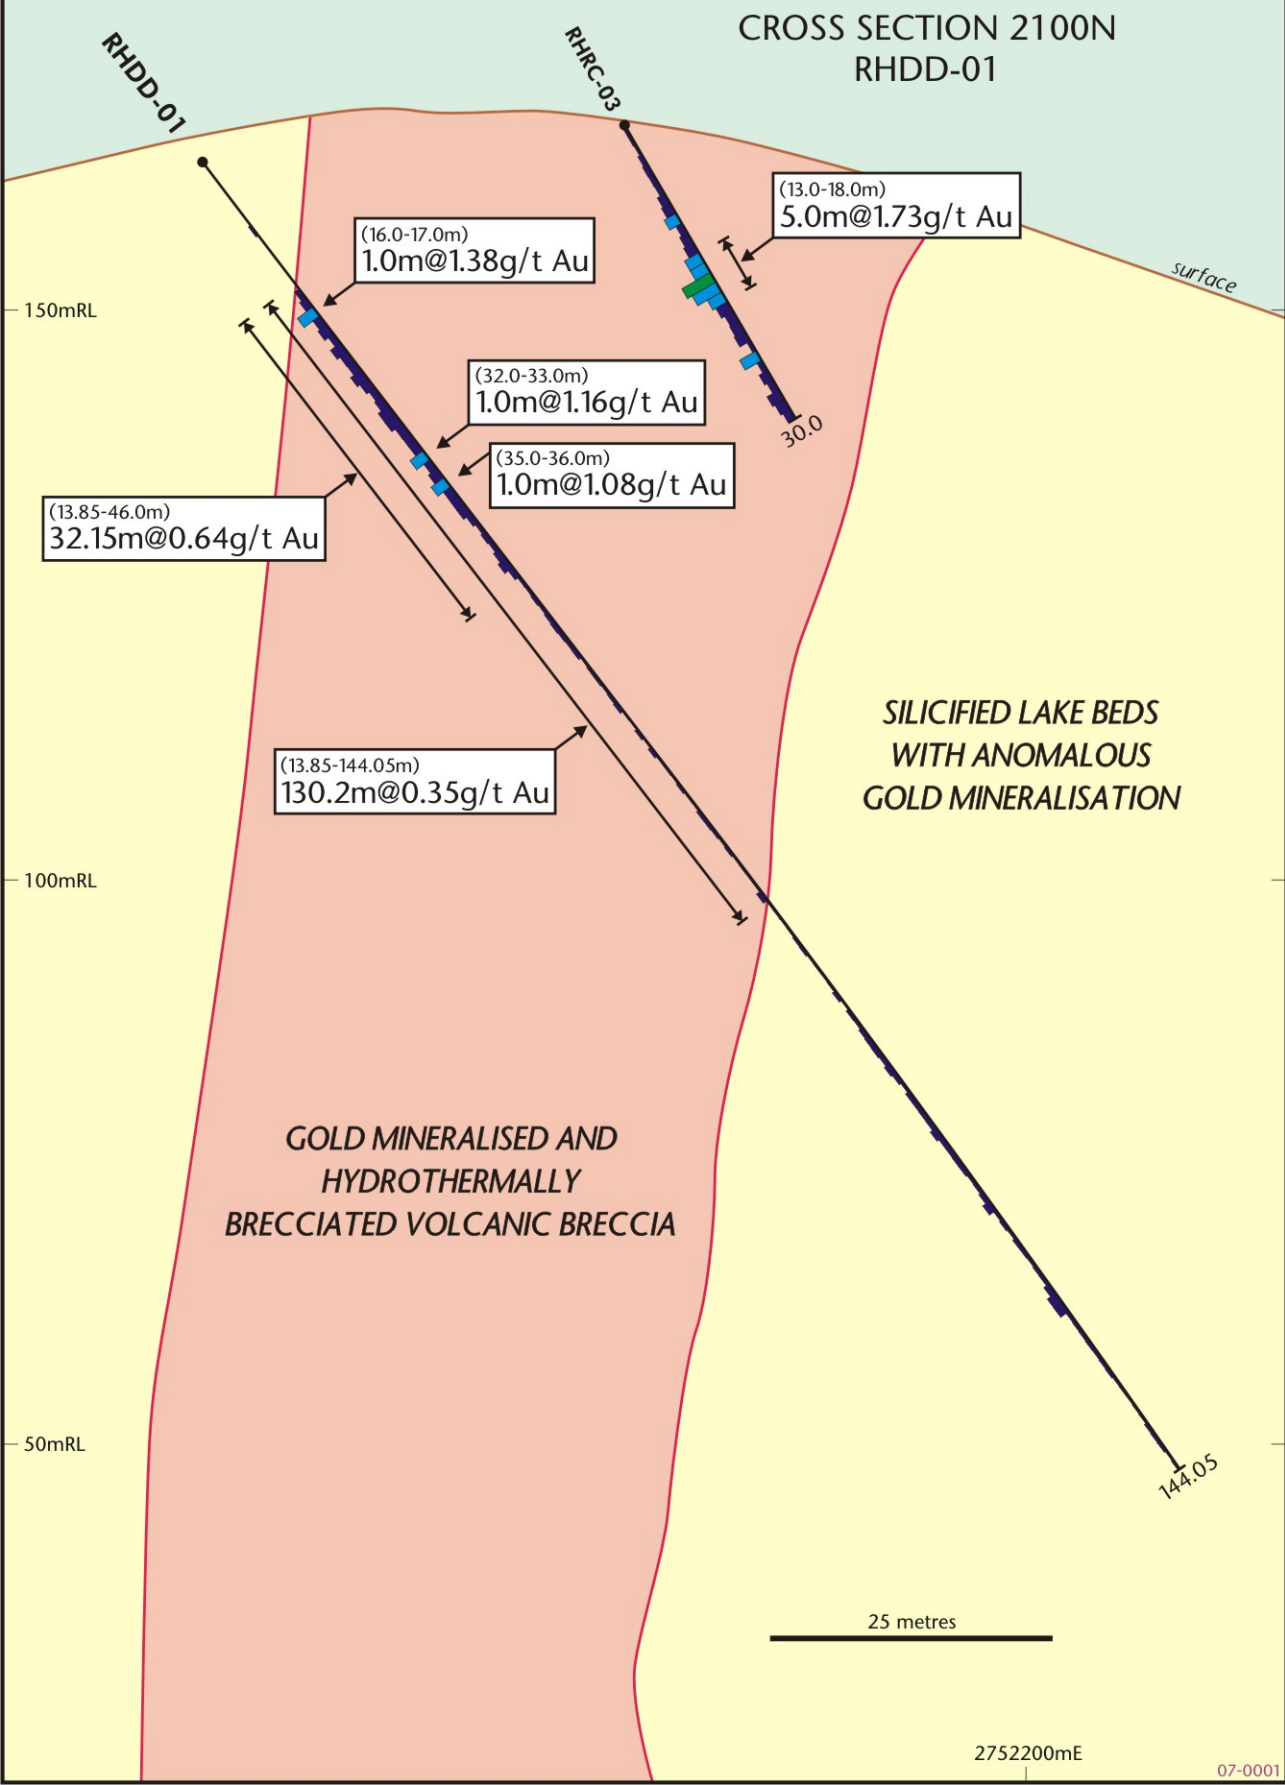 CROSS SECTION 2100N
RHDD-01
RHDD-01
RHRC-03
(13.0-18.0m)
5.0m@1.73g/t Au
(16.0-17.0m)
1.0m@1.38g/t Au
surface
150mRL
(32.0-33.0m)
1.0m@1.16g/t Au
30.0
(35.0-36.0m)
1.0m@1.08g/t Au
(13.85-46.0m)
32.15m@0.64g/t Au
SILICIFIED LAKE BEDS
WITH ANOMALOUS
GOLD MINERALISATION
(13.85-144.05m)
130.2m@0.35g/t Au
100mRL
GOLD MINERALISED AND
HYDROTHERMALLY
BRECCIATED VOLCANIC BRECCIA
50mRL
144.05
25 metres
2752200mE
07-0001